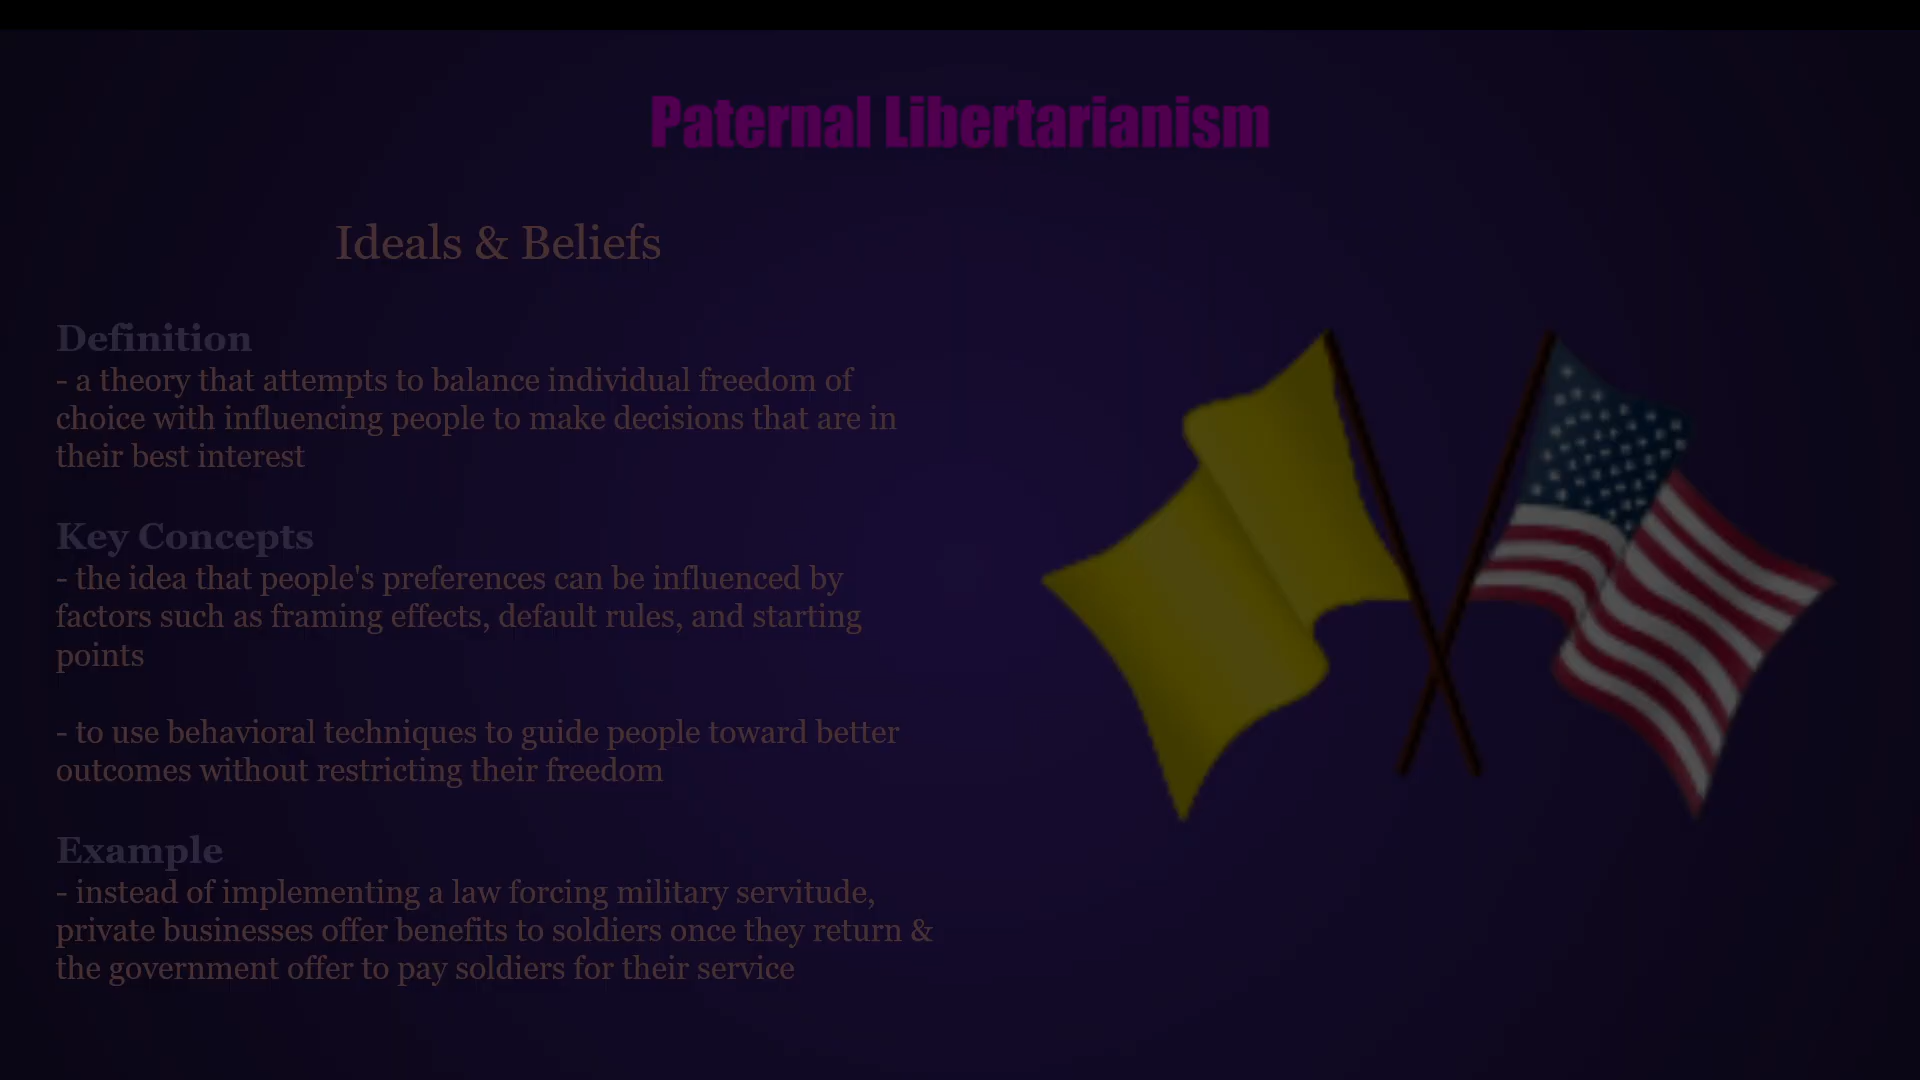 Paternal Libertarianism
Ideals & Beliefs
Definition
- a theory that attempts to balance individual freedom of
choice with influencing people to make decisions that are in
their best interest
Key Concepts
- the idea that people's preferences can be influenced by
factors such as framing effects, default rules, and starting
points
- to use behavioral techniques to guide people toward better
outcomes without restricting their freedom
Example
- instead of implementing a law forcing military servitude,
private businesses offer benefits to soldiers once they return &
the government offer to pay soldiers for their service